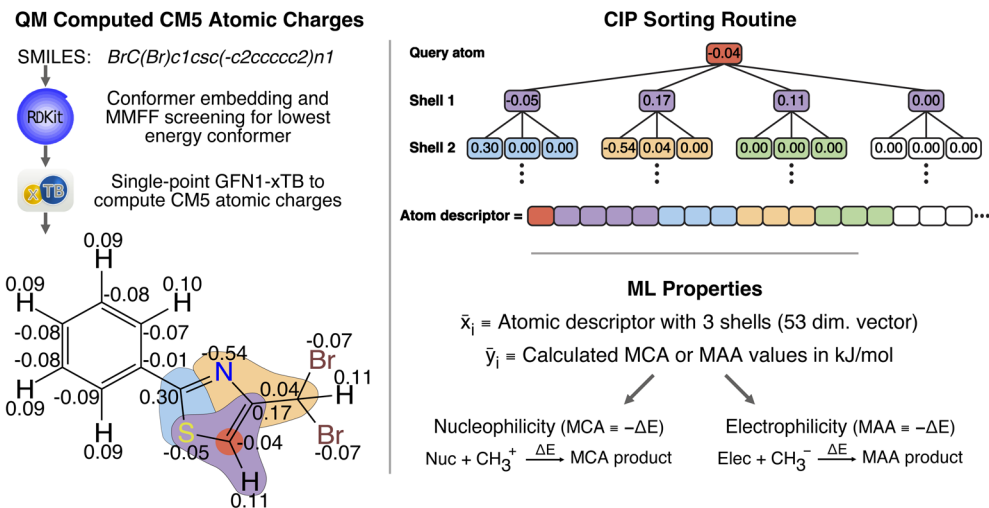 QM Computed CM5 Atomic Charges
SMILES: BrC(Br)c1csc(-c2ccccc2)n1
RDKit
Conformer embedding and
MMFF screening for lowest
energy conformer
xTB
Single-point GFN1-xTB to
compute CM5 atomic charges
0.09
H
0.09
H
-0.08
H
0.10
-0.08
-0.07
-0.08
-0.01
-0.54
N
-0.07
Br
H
0.11
0.09
H
-0.09
0.30
0.04
0.17
Br
-0.07
H
0.09
S
-0.05
-0.04
H
0.11
CIP Sorting Routine
Query atom
-0.04
Shell 1
-0.05 0.17 0.11 0.00
Shell 2
0.30 0.00 0.00 -0.54 0.04 0.00 0.00 0.00 0.00 0.00 0.00 0.00
Atom descriptor =
ML Properties
x̄i ≡ Atomic descriptor with 3 shells (53 dim. vector)
ȳi ≡ Calculated MCA or MAA values in kJ/mol
Nucleophilicity (MCA ≡ -ΔE)
Nuc + CH₃⁺ ΔE MCA product
Electrophilicity (MAA ≡ -ΔE)
Elec + CH₃⁻ ΔE MAA product